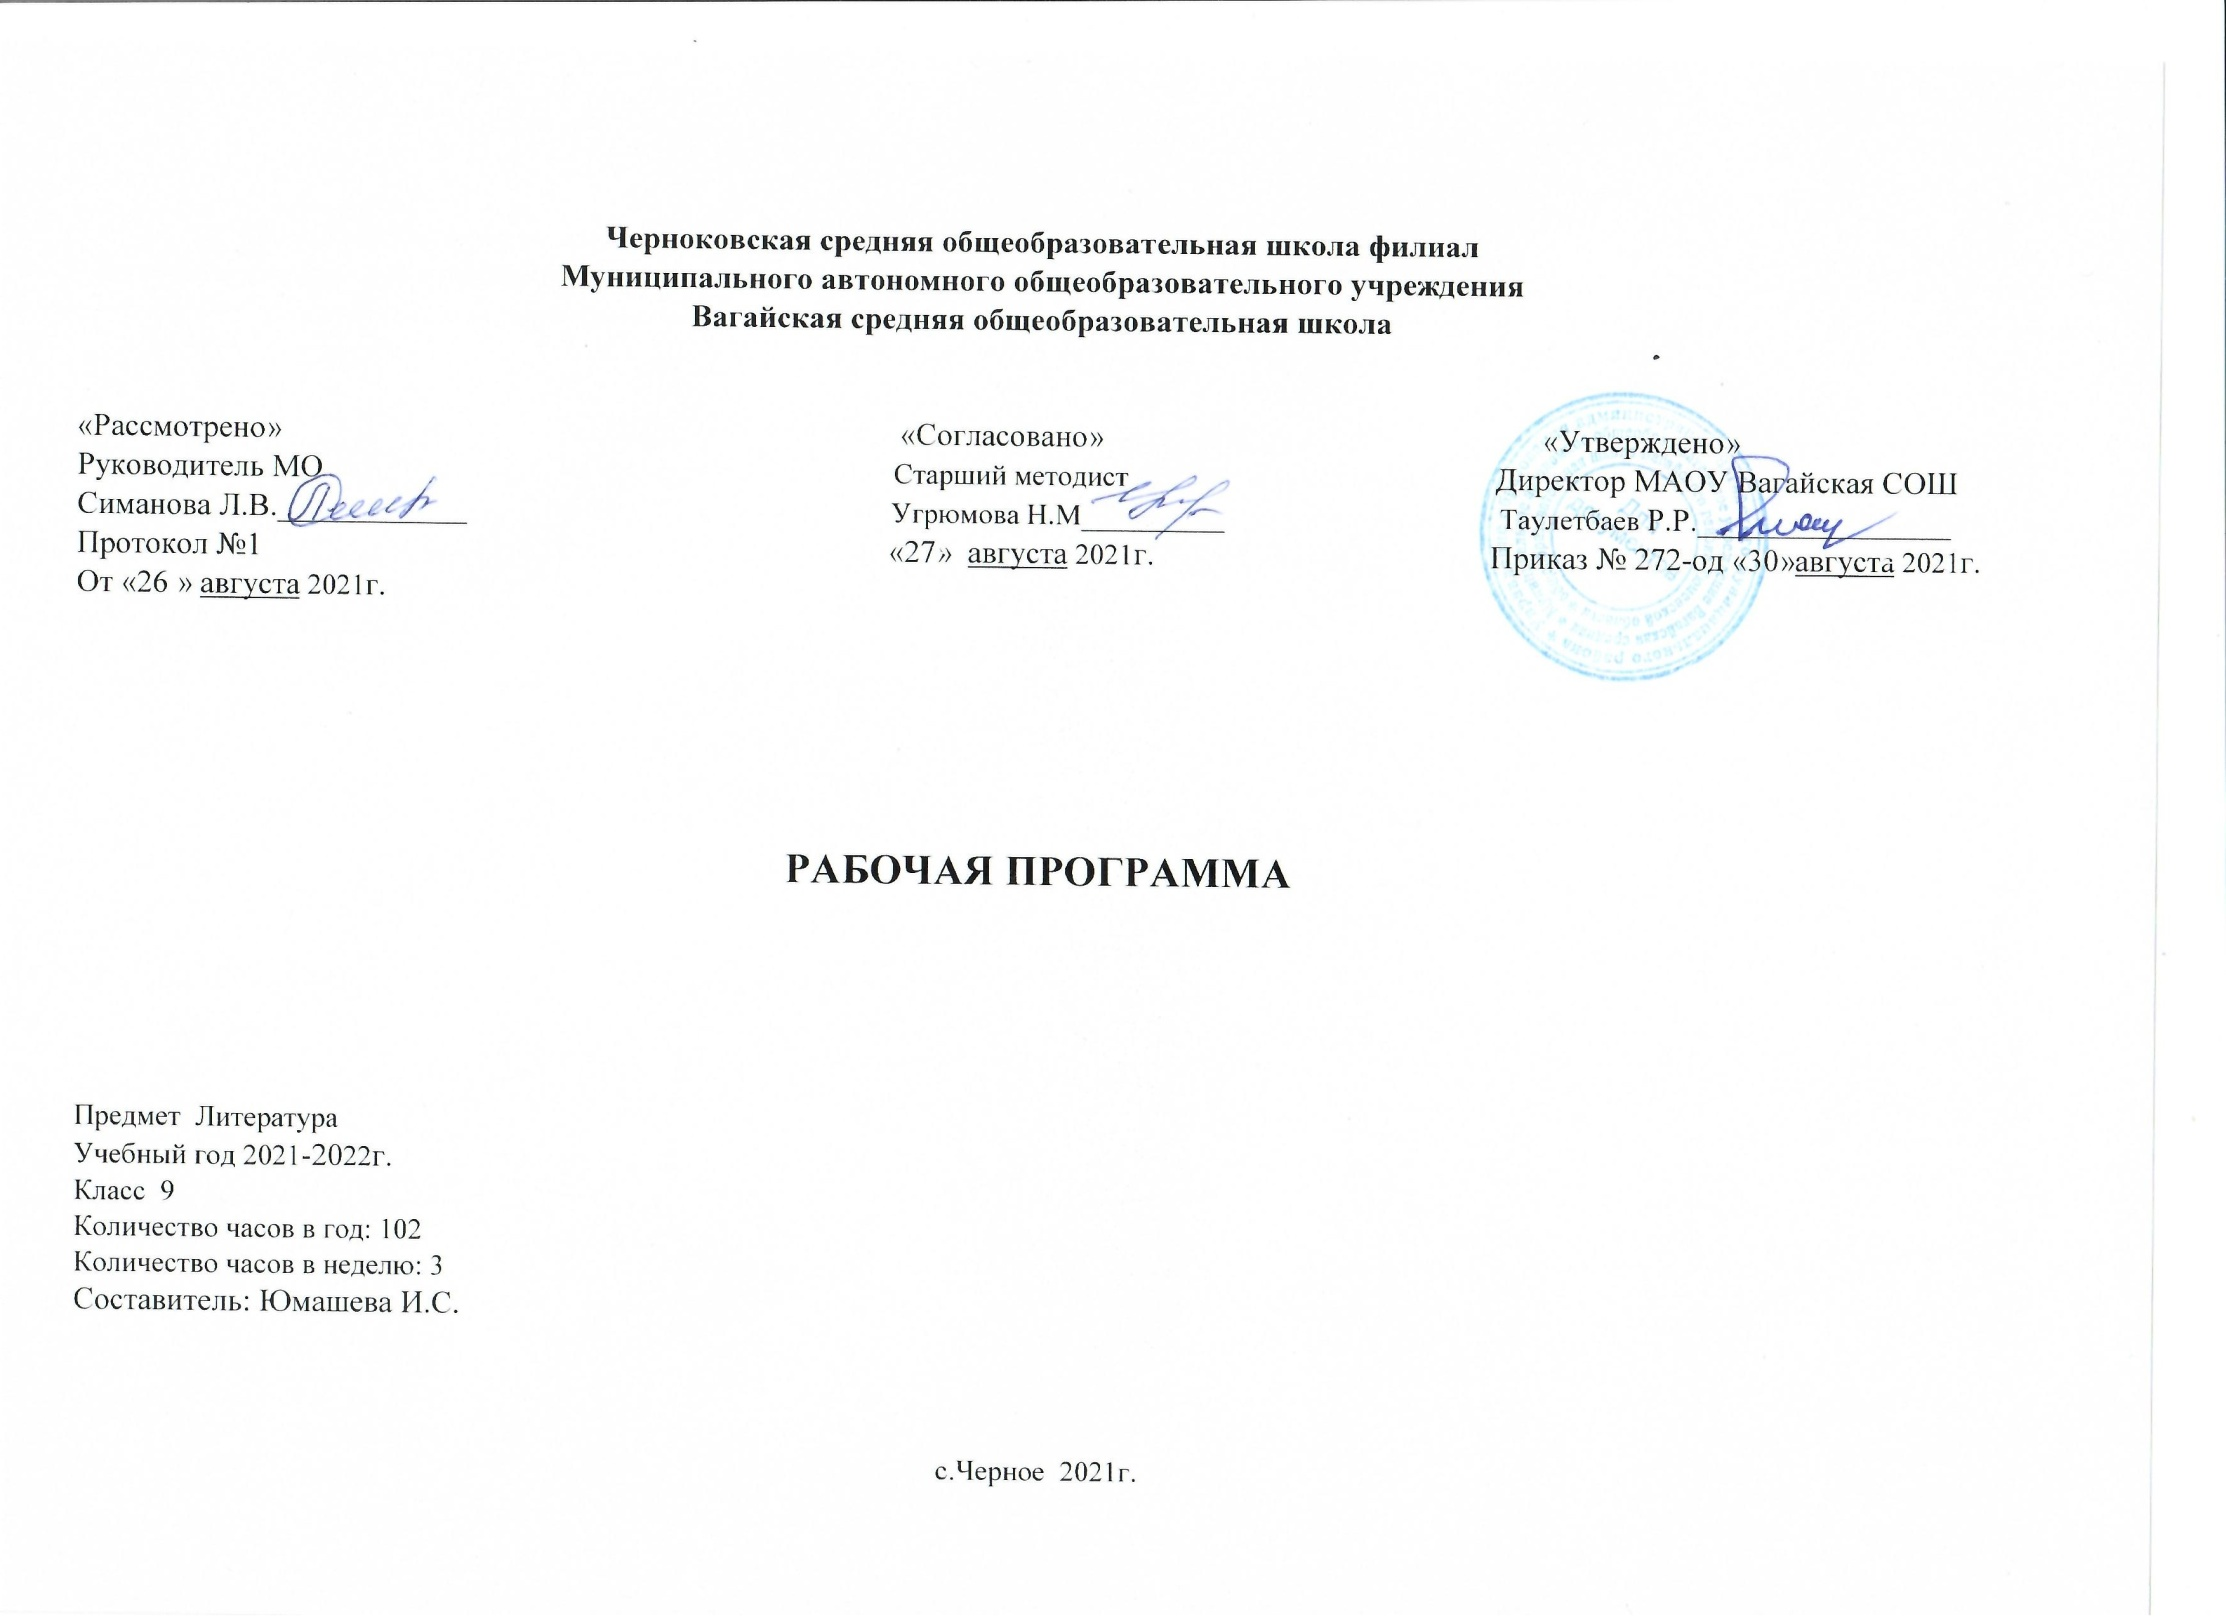 Черноковская средняя общеобразовательная школа филиал
Муниципального автономного общеобразовательного учреждения
Вагайская средняя общеобразовательная школа
«Рассмотрено»
Руководитель МО
Симанова Л.В.
Протокол №1
От «26 » августа 2021г.
«Согласовано»
Старший методист
Угрюмова Н.М
«27» августа 2021г.
«Утверждено»
Директор МАОУ Вагайская СОШ
Таулетбаев Р.Р.
Приказ № 272-од «30»августа 2021г.
РАБОЧАЯ ПРОГРАММА
Предмет Литература
Учебный год 2021-2022г.
Класс 9
Количество часов в год: 102
Количество часов в неделю: 3
Составитель: Юмашева И.С.
с.Черное 2021г.